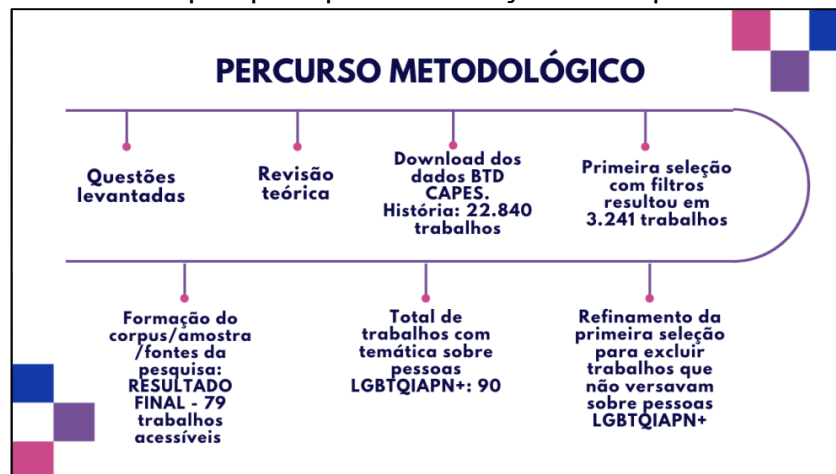 PERCURSO METODOLÓGICO
Questões
levantadas
Revisão
teórica
Download dos
dados BTD
CAPES.
História: 22.840
trabalhos
Primeira seleção
com filtros
resultou em
3.241 trabalhos
Refinamento da
primeira seleção
para excluir
trabalhos que
não versavam
sobre pessoas
LGBTQIAPN+
Total de
trabalhos com
temática sobre
pessoas
LGBTQIAPN+: 90
Formação do
corpus/amostra
/fontes da
pesquisa:
RESULTADO
FINAL - 79
trabalhos
acessíveis